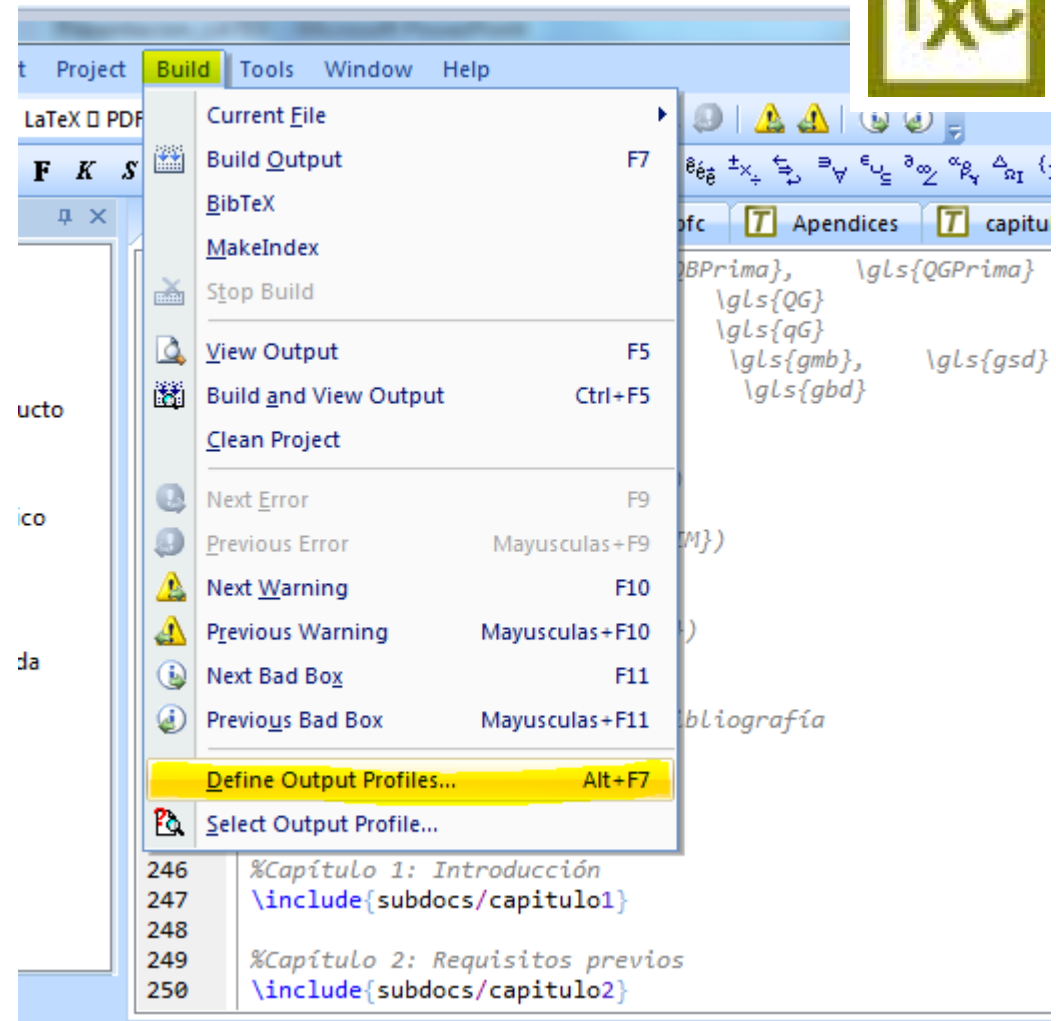 TXC
t Project Build Tools Window Help
LaTeX PDF
F K S
Current File
Build Output F7
BibTeX
MakeIndex
Stop Build
View Output F5
Build and View Output Ctrl+F5
Clean Project
Next Error F9
Previous Error Mayusculas+F9
Next Warning F10
Previous Warning Mayusculas+F10
Next Bad Box F11
Previous Bad Box Mayusculas+F11
Define Output Profiles... Alt+F7
Select Output Profile...
ucto
ico
da
ofc Apendices capitu
QBPrima}, \gls{QGPrima}
\gls{QG}
\gls{qG}
\gls{gmb}, \gls{gsd}
\gls{gbd}
IM})
})
ibliografía
246 %Capítulo 1: Introducción
247 \include{subdocs/capitulo1}
248
249 %Capítulo 2: Requisitos previos
250 \include{subdocs/capitulo2}